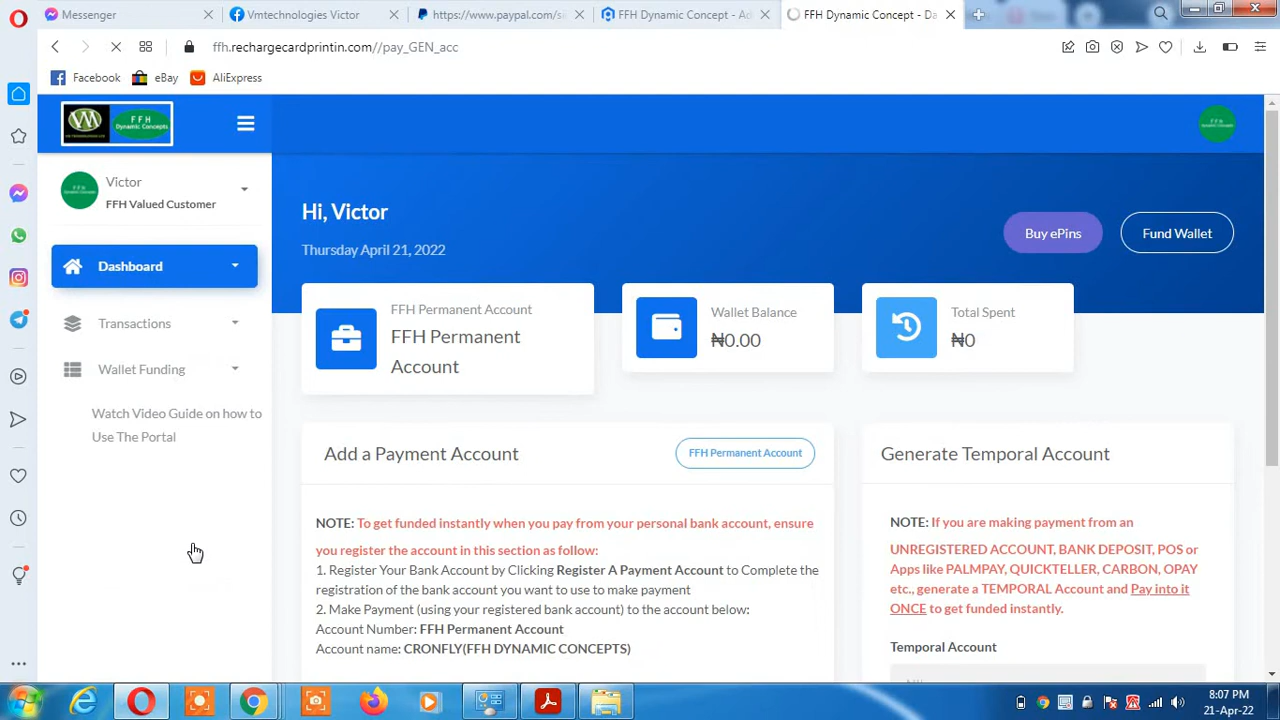 Messenger
Vmtechnologies Victor
https://www.paypal.com/si
FFH Dynamic Concept - Ad
FFH Dynamic Concept - Da
ffh.rechargecardprintin.com//pay_GEN_acc
Facebook
eBay
AliExpress
VM
FFH
Dynamic Concepts
Victor
FFH Valued Customer
Hi, Victor
Thursday April 21, 2022
Buy ePins
Fund Wallet
Dashboard
Transactions
Wallet Funding
Watch Video Guide on how to
Use The Portal
FFH Permanent Account
FFH Permanent
Account
Wallet Balance
₦0.00
Total Spent
₦0
Add a Payment Account
FFH Permanent Account
NOTE: To get funded instantly when you pay from your personal bank account, ensure
you register the account in this section as follow:
1. Register Your Bank Account by Clicking Register A Payment Account to Complete the
registration of the bank account you want to use to make payment
2. Make Payment (using your registered bank account) to the account below:
Account Number: FFH Permanent Account
Account name: CRONFLY(FFH DYNAMIC CONCEPTS)
Generate Temporal Account
NOTE: If you are making payment from an
UNREGISTERED ACCOUNT, BANK DEPOSIT, POS or
Apps like PALMPAY, QUICKTELLER, CARBON, OPAY
etc., generate a TEMPORAL Account and Pay into it
ONCE to get funded instantly.
Temporal Account
8:07 PM
21-Apr-22